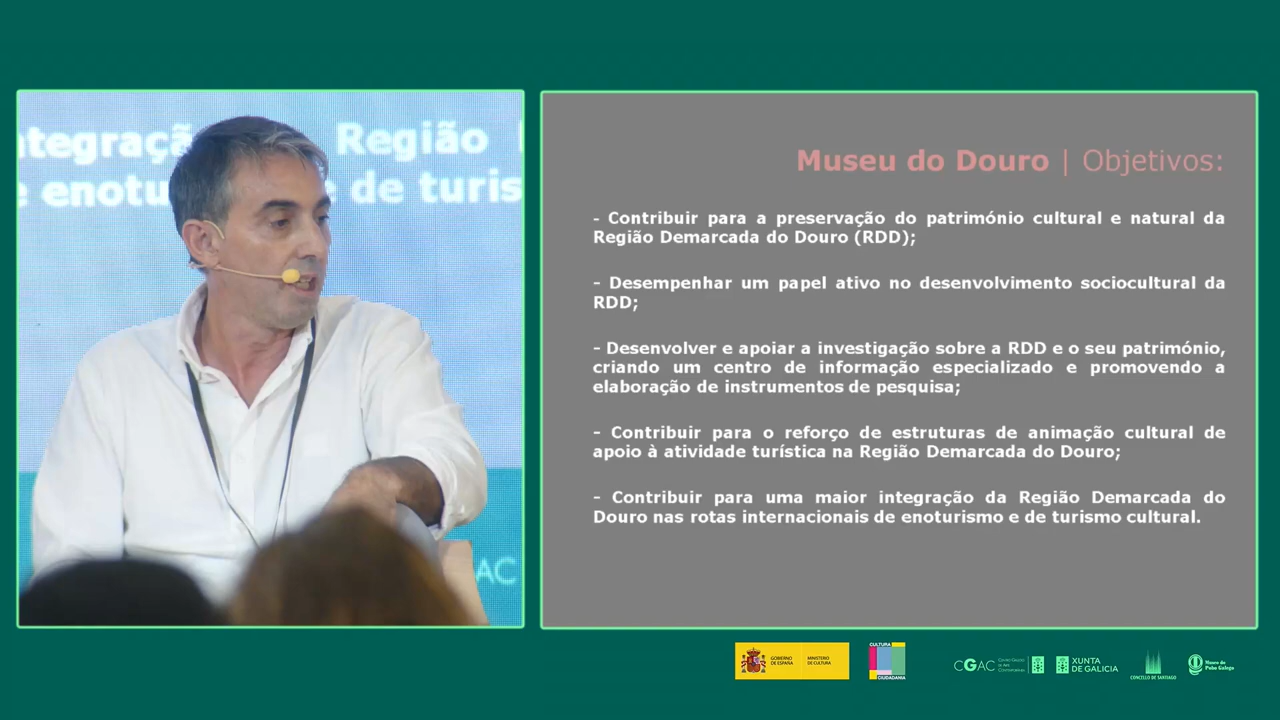 Região
e de turis
AC
Museu do Douro | Objetivos:
- Contribuir para a preservação do património cultural e natural da
Região Demarcada do Douro (RDD);
- Desempenhar um papel ativo no desenvolvimento sociocultural da
RDD;
- Desenvolver e apoiar a investigação sobre a RDD e o seu património,
criando um centro de informação especializado e promovendo a
elaboração de instrumentos de pesquisa;
- Contribuir para o reforço de estruturas de animação cultural de
apoio à atividade turística na Região Demarcada do Douro;
- Contribuir para uma maior integração da Região Demarcada do
Douro nas rotas internacionais de enoturismo e de turismo cultural.
GOBIERNO
DE ESPAÑA
MINISTERIO
DE CULTURA
CULTURA
CIUDADANÍA
CGAC
XUNTA
DE GALICIA
CONCELLO DE SANTIAGO
Museo do
Pobo Galego